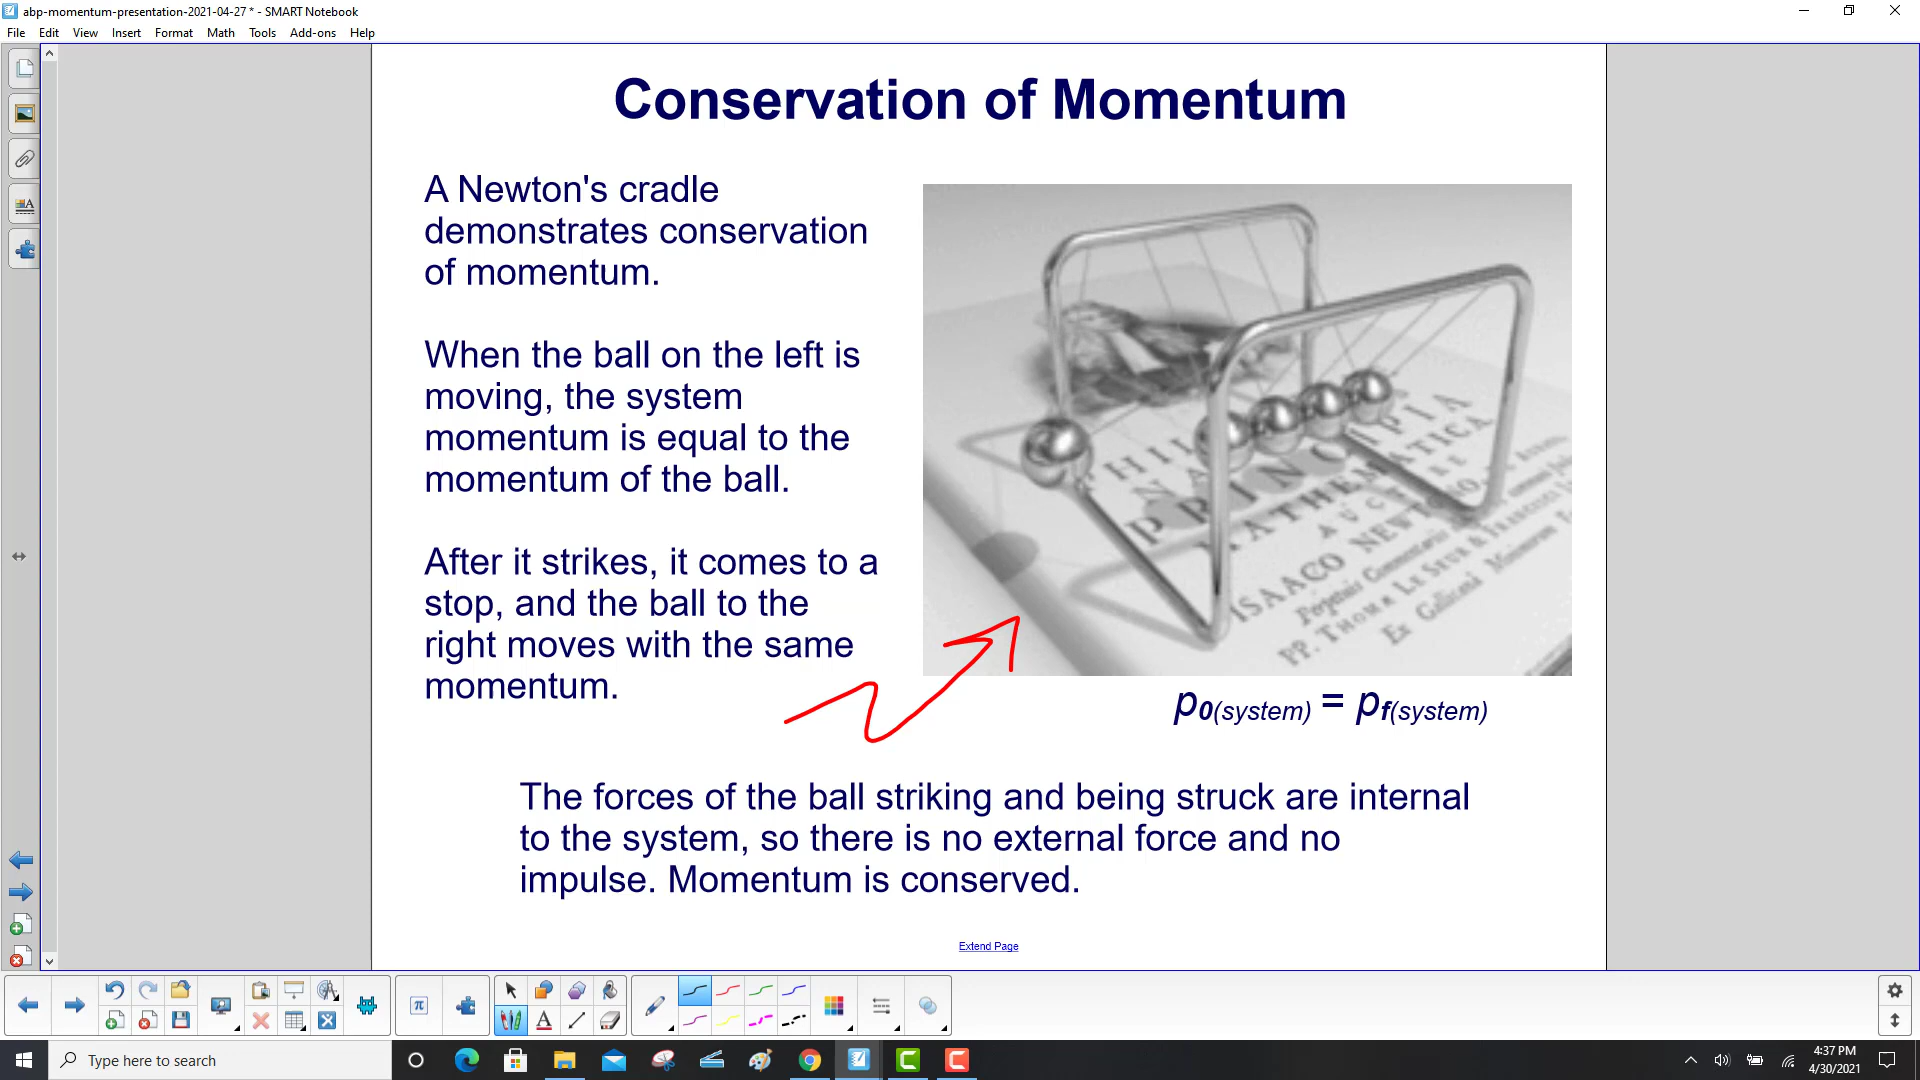 abp-momentum-presentation-2021-04-27 * - SMART Notebook
File Edit View Insert Format Math Tools Add-ons Help
Conservation of Momentum
A Newton's cradle
demonstrates conservation
of momentum.
When the ball on the left is
moving, the system
momentum is equal to the
momentum of the ball.
After it strikes, it comes to a
stop, and the ball to the
right moves with the same
momentum.
PRINCIPIA
MATHEMATICA
ISAACO NEWTONO
p0(system) = pf(system)
The forces of the ball striking and being struck are internal
to the system, so there is no external force and no
impulse. Momentum is conserved.
Extend Page
π
A
Type here to search
4:37 PM
4/30/2021